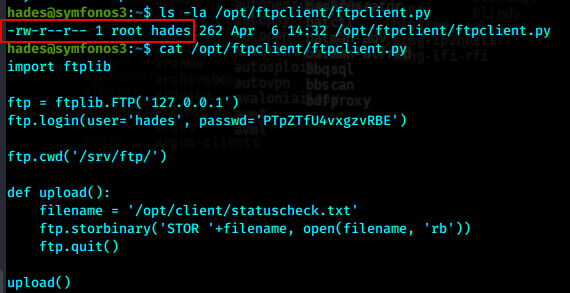 hades@symfonos3:~$ ls -la /opt/ftpclient/ftpclient.py
-rw-r--r-- 1 root hades 262 Apr  6 14:32 /opt/ftpclient/ftpclient.py
hades@symfonos3:~$ cat /opt/ftpclient/ftpclient.py
import ftplib

ftp = ftplib.FTP('127.0.0.1')
ftp.login(user='hades', passwd='PTpZTfU4vxgzvRBE')

ftp.cwd('/srv/ftp/')

def upload():
    filename = '/opt/client/statuscheck.txt'
    ftp.storbinary('STOR '+filename, open(filename, 'rb'))
    ftp.quit()

upload()